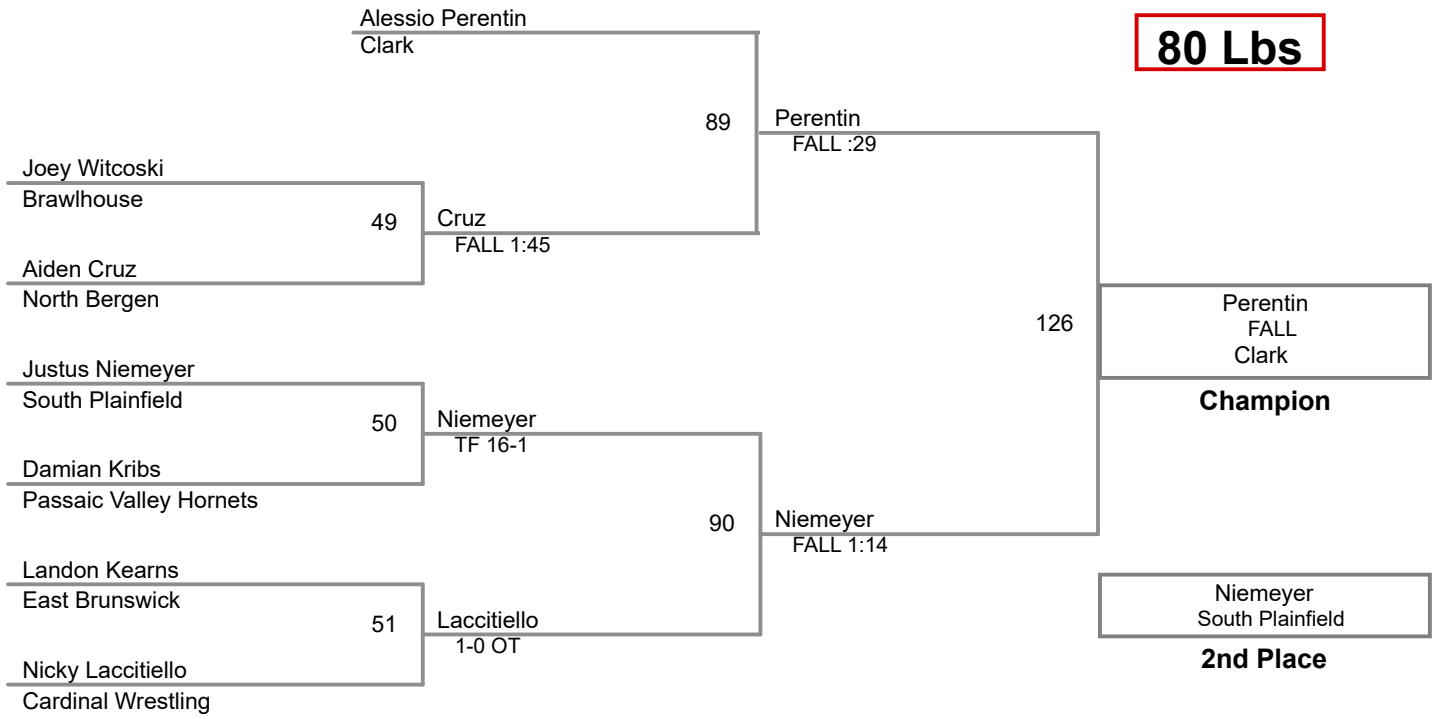 Alessio Perentin
Clark
80 Lbs
89
Perentin
FALL :29
Joey Witcoski
Brawlhouse
49
Cruz
FALL 1:45
Aiden Cruz
North Bergen
126
Perentin
FALL
Clark
Champion
Justus Niemeyer
South Plainfield
50
Niemeyer
TF 16-1
Damian Kribs
Passaic Valley Hornets
90
Niemeyer
FALL 1:14
Landon Kearns
East Brunswick
51
Laccitiello
1-0 OT
Nicky Laccitiello
Cardinal Wrestling
Niemeyer
South Plainfield
2nd Place